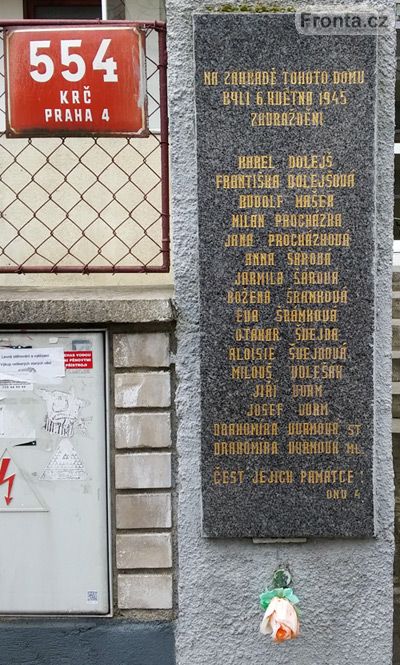 Fronta.cz
554
KRČ
PRAHA 4
NA ZAHRADĚ TOHOTO DOMU
BYLI 6. KVĚTNA 1945
ZAVRAŽDĚNI
KAREL DOLEJŠ
FRANTIŠKA DOLEJŠOVÁ
RUDOLF MAŠEK
MILAN PROCHÁZKA
JANA PROCHÁZKOVÁ
ANNA ŠÁROVÁ
JARMILA ŠÁROVÁ
BOŽENA ŠRÁMKOVÁ
EVA ŠRÁMKOVÁ
OTAKAR ŠVEJDA
ALOISIE ŠVEJDOVÁ
MILOUŠ VOLEŠÁK
JIŘÍ VURM
JOSEF VURM
DRAHOMÍRA VURMOVÁ ST.
DRAHOMÍRA VURMOVÁ ML.
ČEST JEJICH PAMÁTCE!
ONV 4